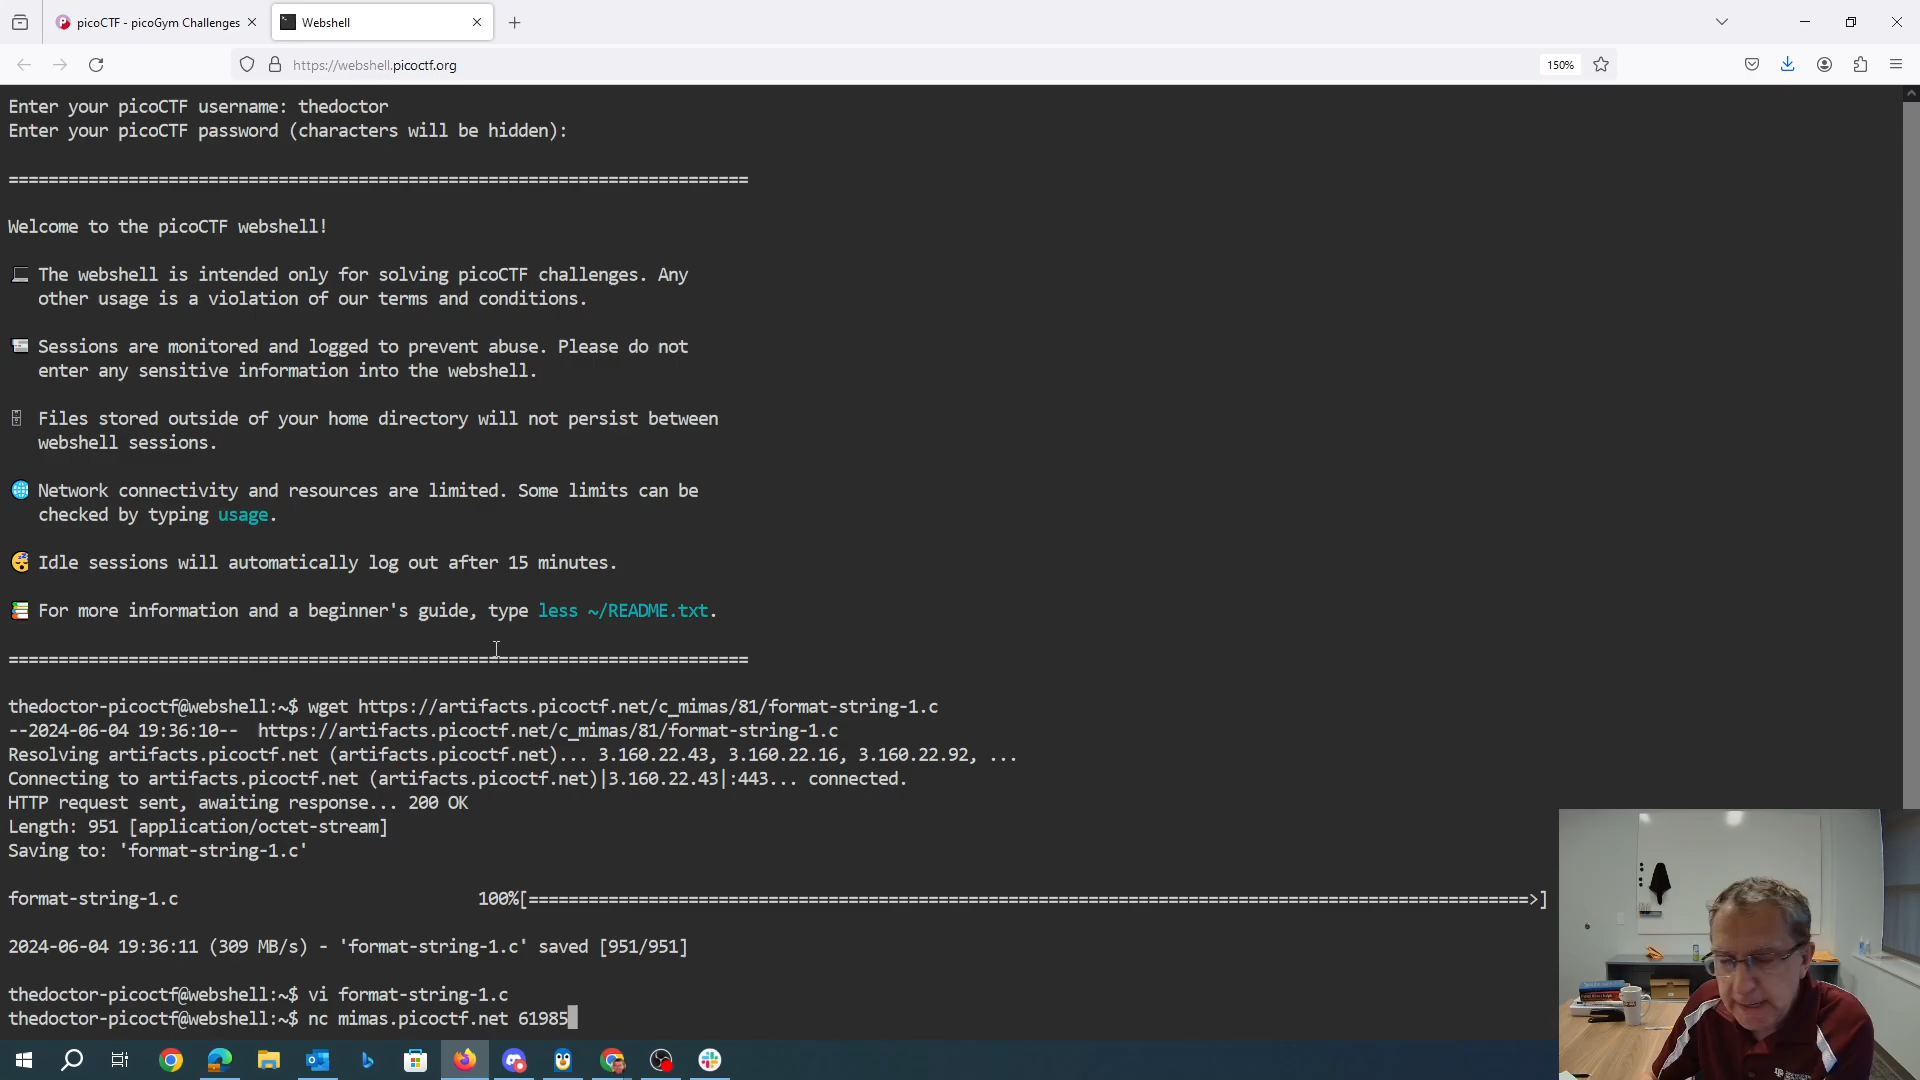 picoCTF - picoGym Challenges
Webshell
https://webshell.picoctf.org
150%
Enter your picoCTF username: thedoctor
Enter your picoCTF password (characters will be hidden):
==========================================================================
Welcome to the picoCTF webshell!
The webshell is intended only for solving picoCTF challenges. Any
other usage is a violation of our terms and conditions.
Sessions are monitored and logged to prevent abuse. Please do not
enter any sensitive information into the webshell.
Files stored outside of your home directory will not persist between
webshell sessions.
Network connectivity and resources are limited. Some limits can be
checked by typing usage.
Idle sessions will automatically log out after 15 minutes.
For more information and a beginner's guide, type less ~/README.txt.
==========================================================================
thedoctor-picoctf@webshell:~$ wget https://artifacts.picoctf.net/c_mimas/81/format-string-1.c
--2024-06-04 19:36:10--  https://artifacts.picoctf.net/c_mimas/81/format-string-1.c
Resolving artifacts.picoctf.net (artifacts.picoctf.net)... 3.160.22.43, 3.160.22.16, 3.160.22.92, ...
Connecting to artifacts.picoctf.net (artifacts.picoctf.net)|3.160.22.43|:443... connected.
HTTP request sent, awaiting response... 200 OK
Length: 951 [application/octet-stream]
Saving to: 'format-string-1.c'
format-string-1.c 100%[====================================================================================================>]
2024-06-04 19:36:11 (309 MB/s) - 'format-string-1.c' saved [951/951]
thedoctor-picoctf@webshell:~$ vi format-string-1.c
thedoctor-picoctf@webshell:~$ nc mimas.picoctf.net 61985